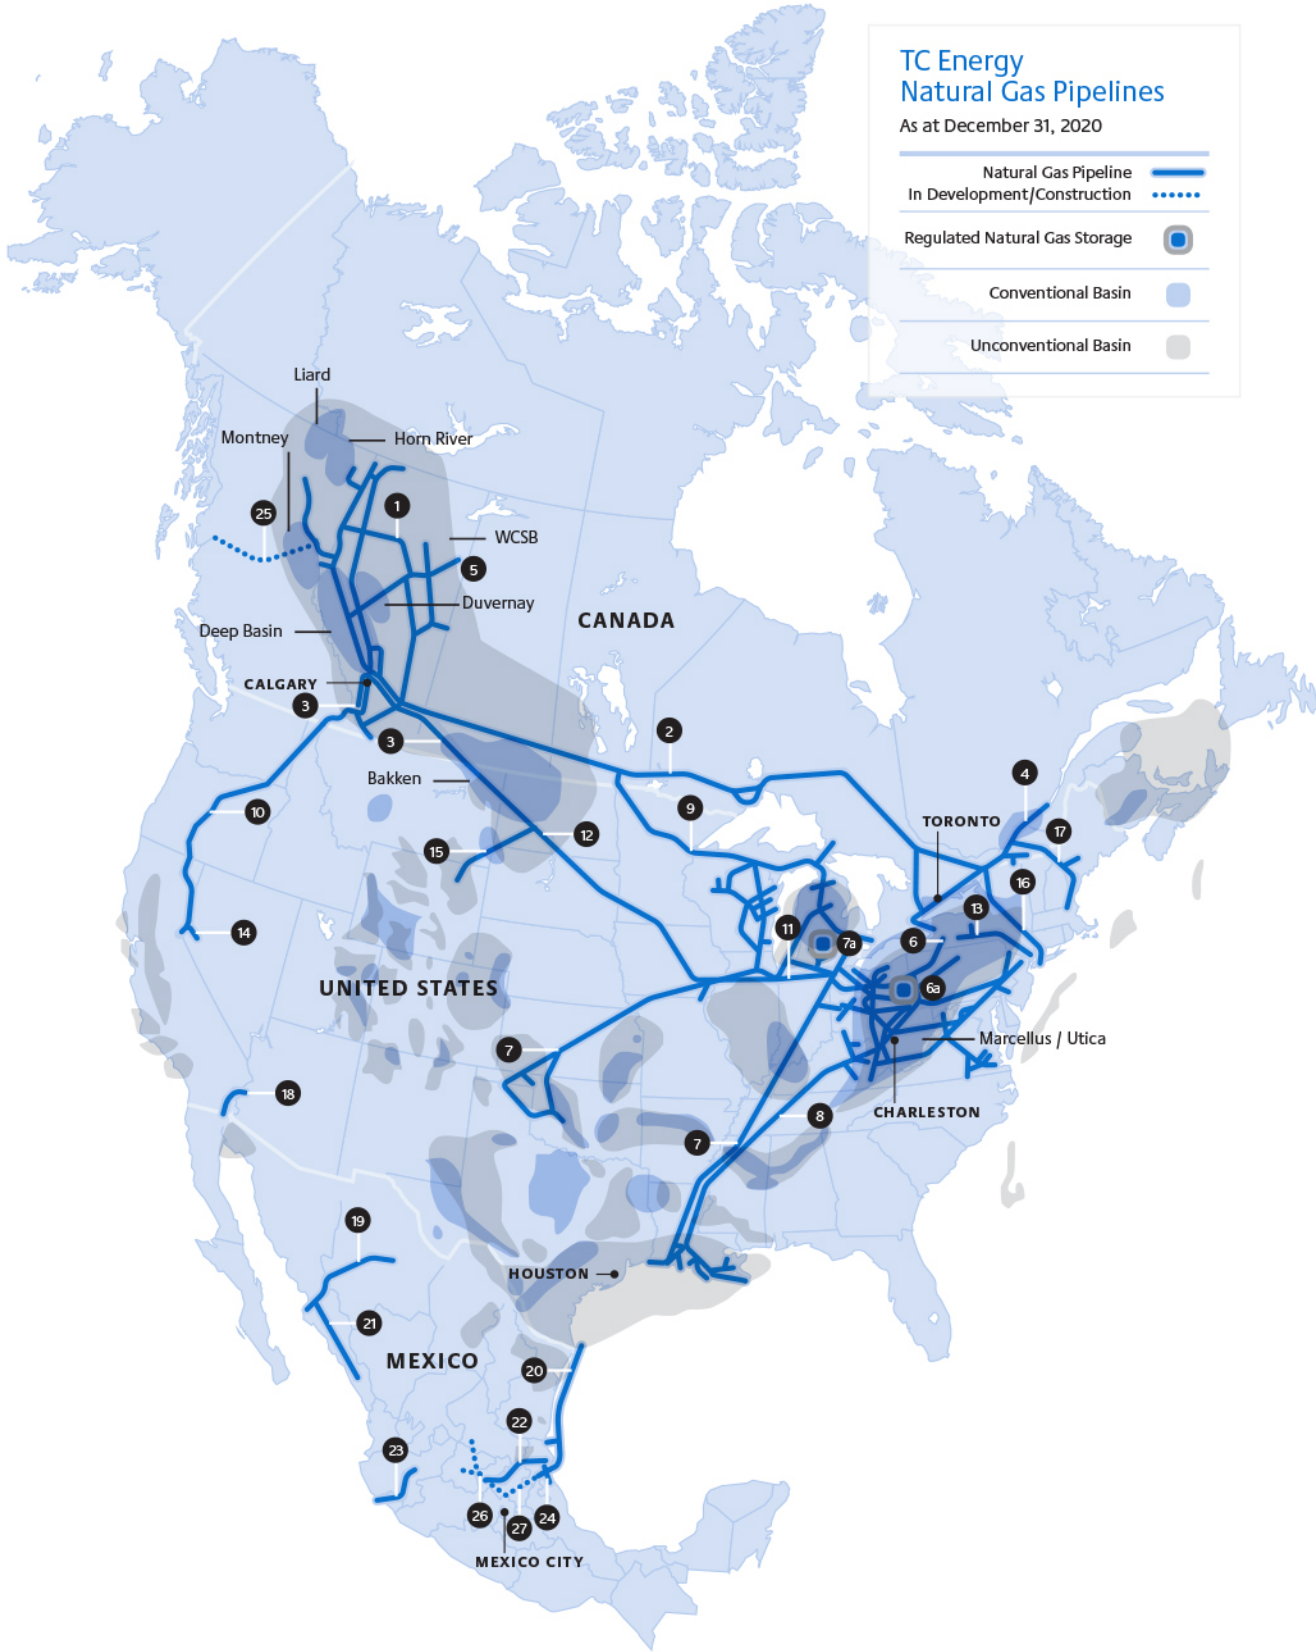 TC Energy
Natural Gas Pipelines
As at December 31, 2020
Natural Gas Pipeline
In Development/Construction
Regulated Natural Gas Storage
Conventional Basin
Unconventional Basin
Liard
Montney
Horn River
1
25
WCSB
5
Duvernay
CANADA
Deep Basin
CALGARY
3
2
3
Bakken
4
9
10
TORONTO
17
12
15
16
13
11
14
6
7a
UNITED STATES
6a
Marcellus / Utica
7
18
CHARLESTON
8
7
19
HOUSTON
21
MEXICO
20
22
23
26
27
24
MEXICO CITY